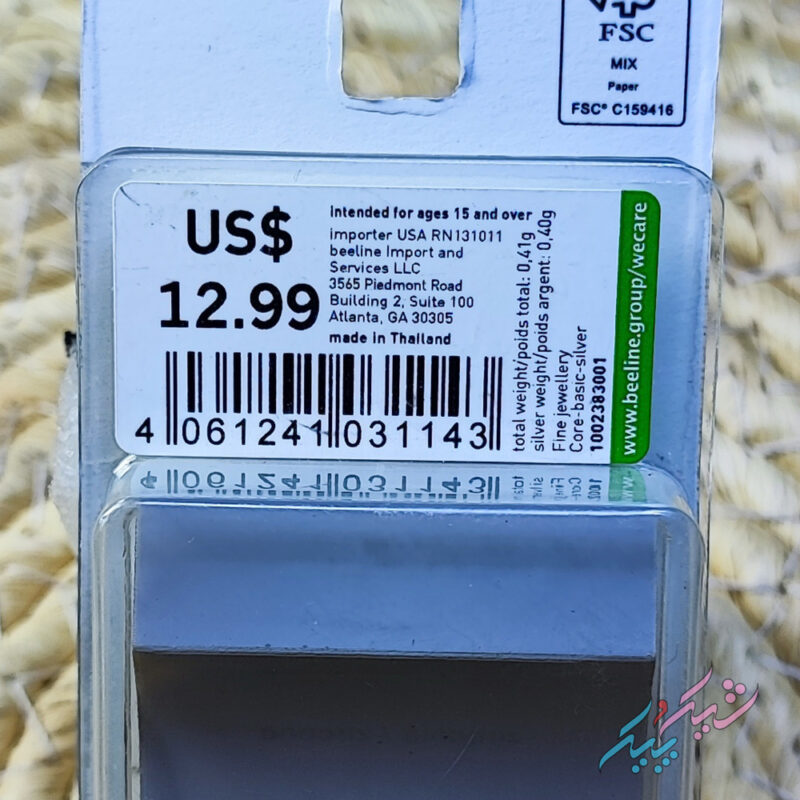 FSC
MIX
Paper
FSC® C159416
US$
12.99
Intended for ages 15 and over
importer USA RN131011
beeline Import and
Services LLC
3565 Piedmont Road
Building 2, Suite 100
Atlanta, GA 30305
made in Thailand
4 061241 031143
total weight/poids total: 0,41g
silver weight/poids argent: 0,40g
Fine jewellery
Core-basic-silver
1002383001
www.beeline.group/wecare
شیک و پیک